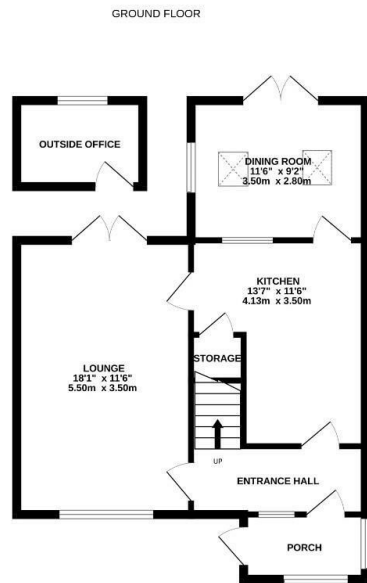 GROUND FLOOR
OUTSIDE OFFICE
DINING ROOM
11'6" x 9'2"
3.50m x 2.80m
KITCHEN
13'7" x 11'6"
4.13m x 3.50m
STORAGE
LOUNGE
18'1" x 11'6"
5.50m x 3.50m
UP
ENTRANCE HALL
PORCH